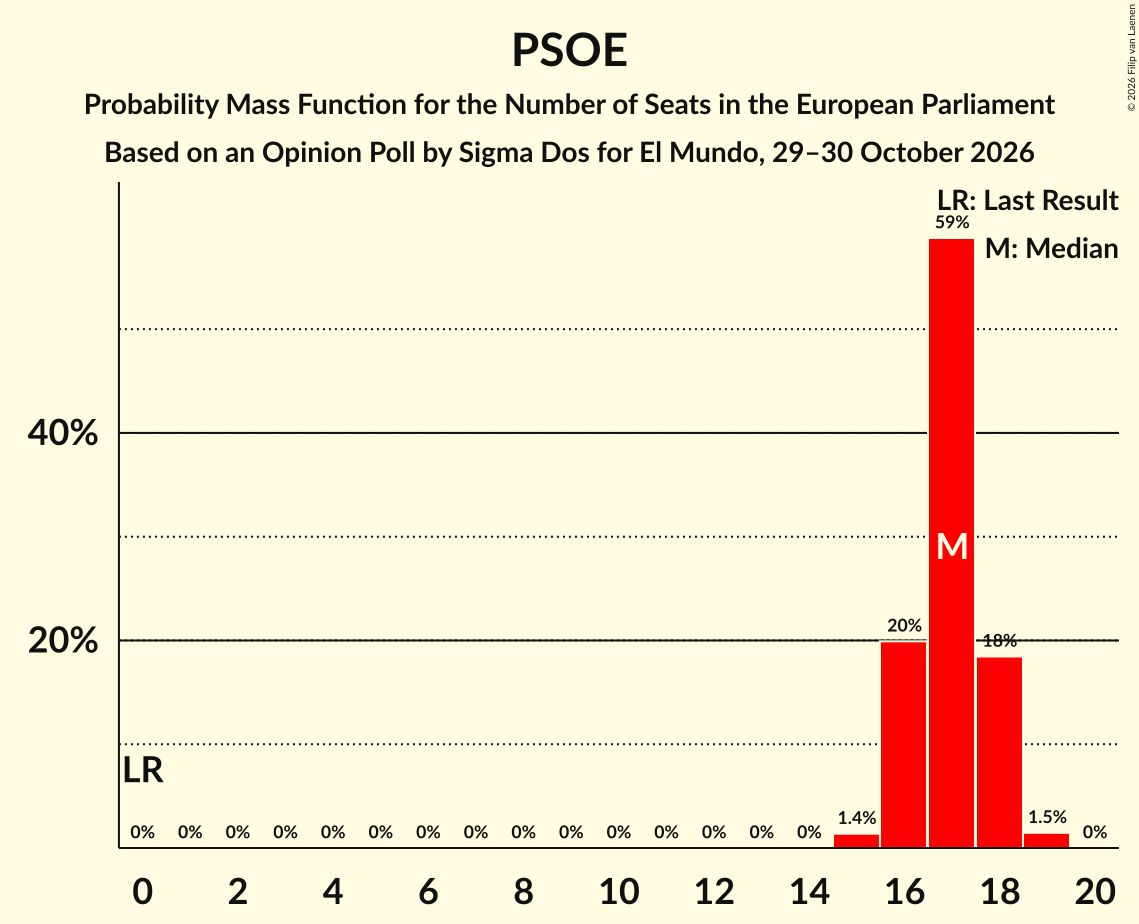 PSOE
Probability Mass Function for the Number of Seats in the European Parliament
Based on an Opinion Poll by Sigma Dos for El Mundo, 29–30 October 2026
© 2026 Filip van Laenen
LR: Last Result
M: Median
59%
40%
M
20%
20%
18%
LR
0% 0% 0% 0% 0% 0% 0% 0% 0% 0% 0% 0% 0% 0% 0% 1.4% 1.5% 0%
0 2 4 6 8 10 12 14 16 18 20